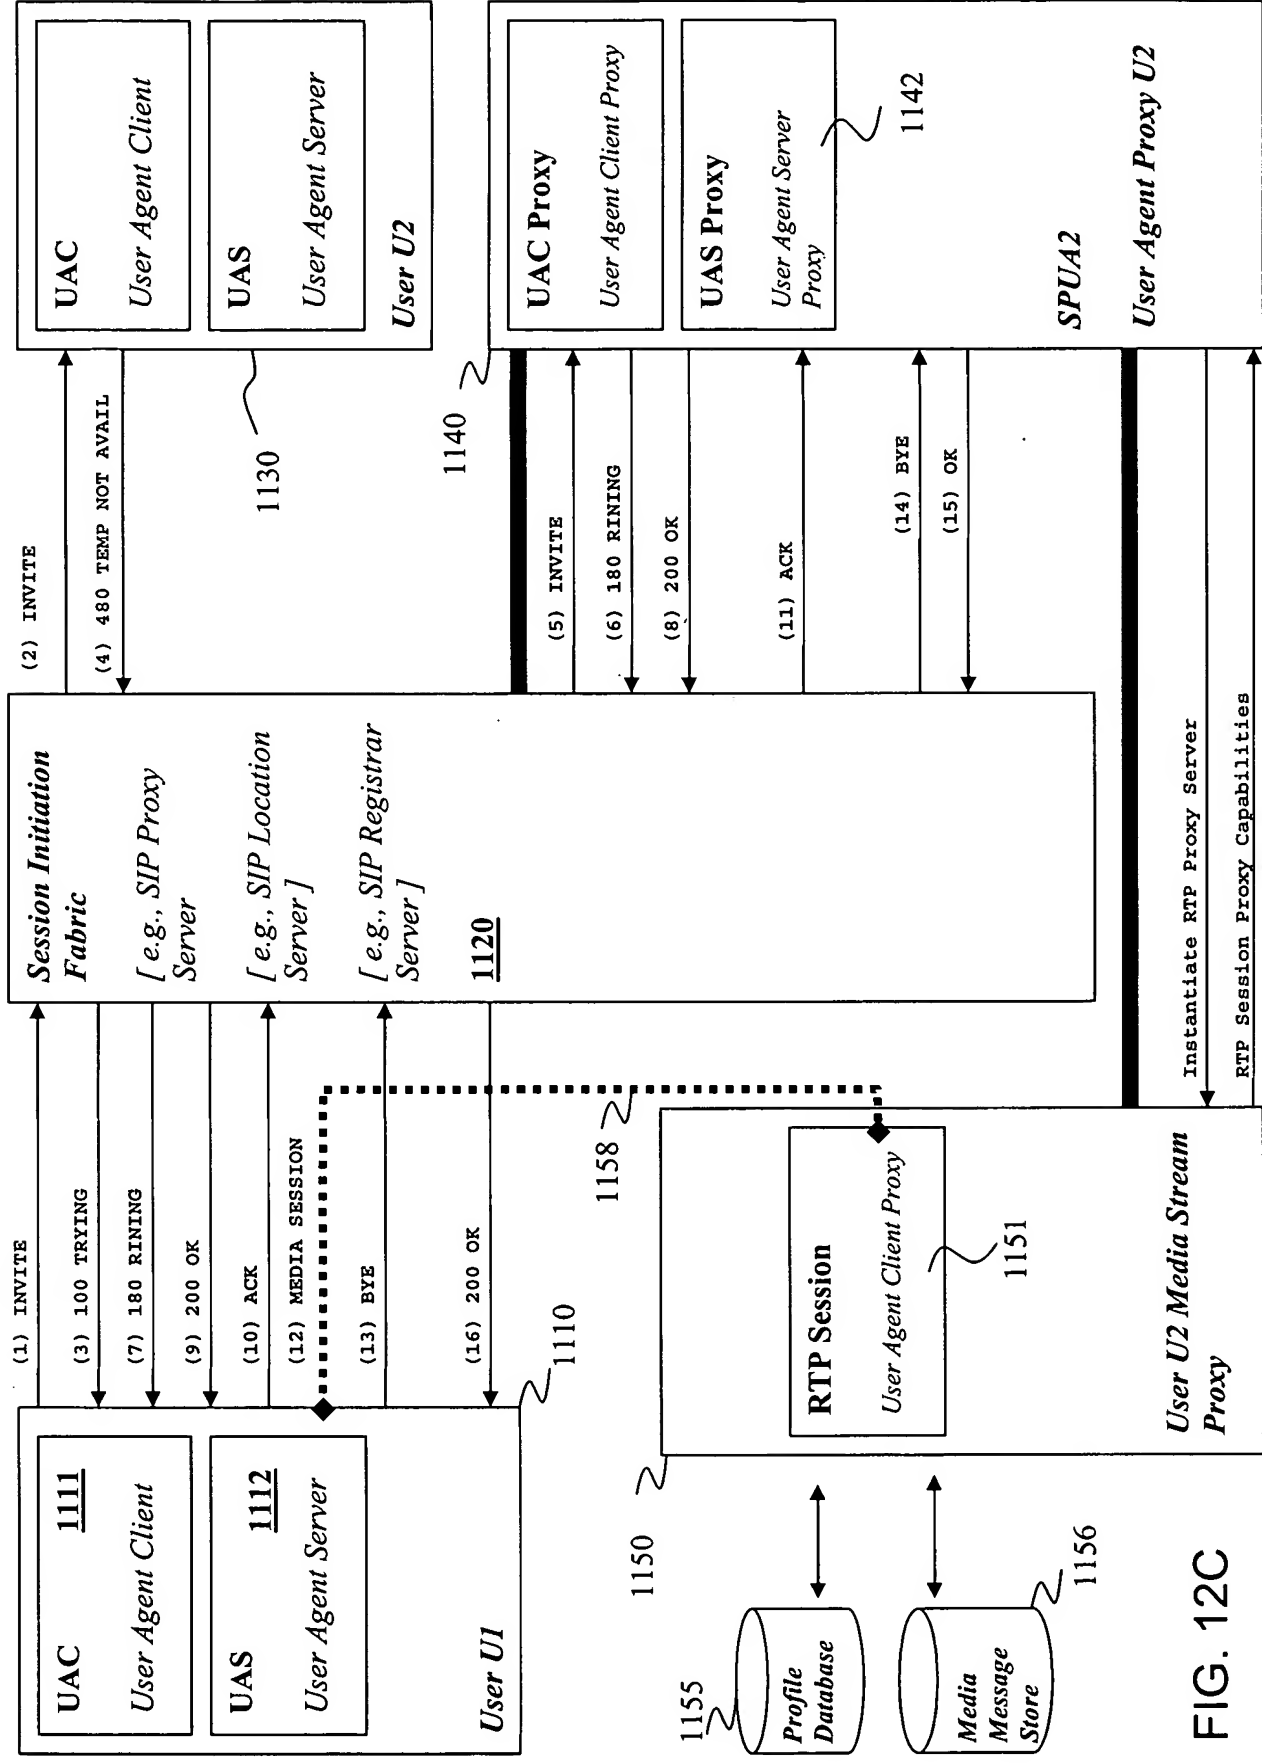 UAC
1111
User Agent Client
UAS
1112
User Agent Server
User U1
1110
(1) INVITE
(3) 100 TRYING
(7) 180 RINING
(9) 200 OK
(10) ACK
(12) MEDIA SESSION
(13) BYE
(16) 200 OK
Session Initiation
Fabric
[ e.g., SIP Proxy
Server
[ e.g., SIP Location
Server ]
[ e.g., SIP Registrar
Server ]
1120
(2) INVITE
(4) 480 TEMP NOT AVAIL
UAC
User Agent Client
UAS
User Agent Server
User U2
1130
1140
(5) INVITE
(6) 180 RINING
(8) 200 OK
(11) ACK
(14) BYE
(15) OK
UAC Proxy
User Agent Client Proxy
UAS Proxy
User Agent Server
Proxy
1142
SPUA2
User Agent Proxy U2
1158
1150
RTP Session
User Agent Client Proxy
1151
User U2 Media Stream
Proxy
Instantiate RTP Proxy Server
RTP Session Proxy Capabilities
1155
Profile
Database
1156
Media
Message
Store
FIG. 12C